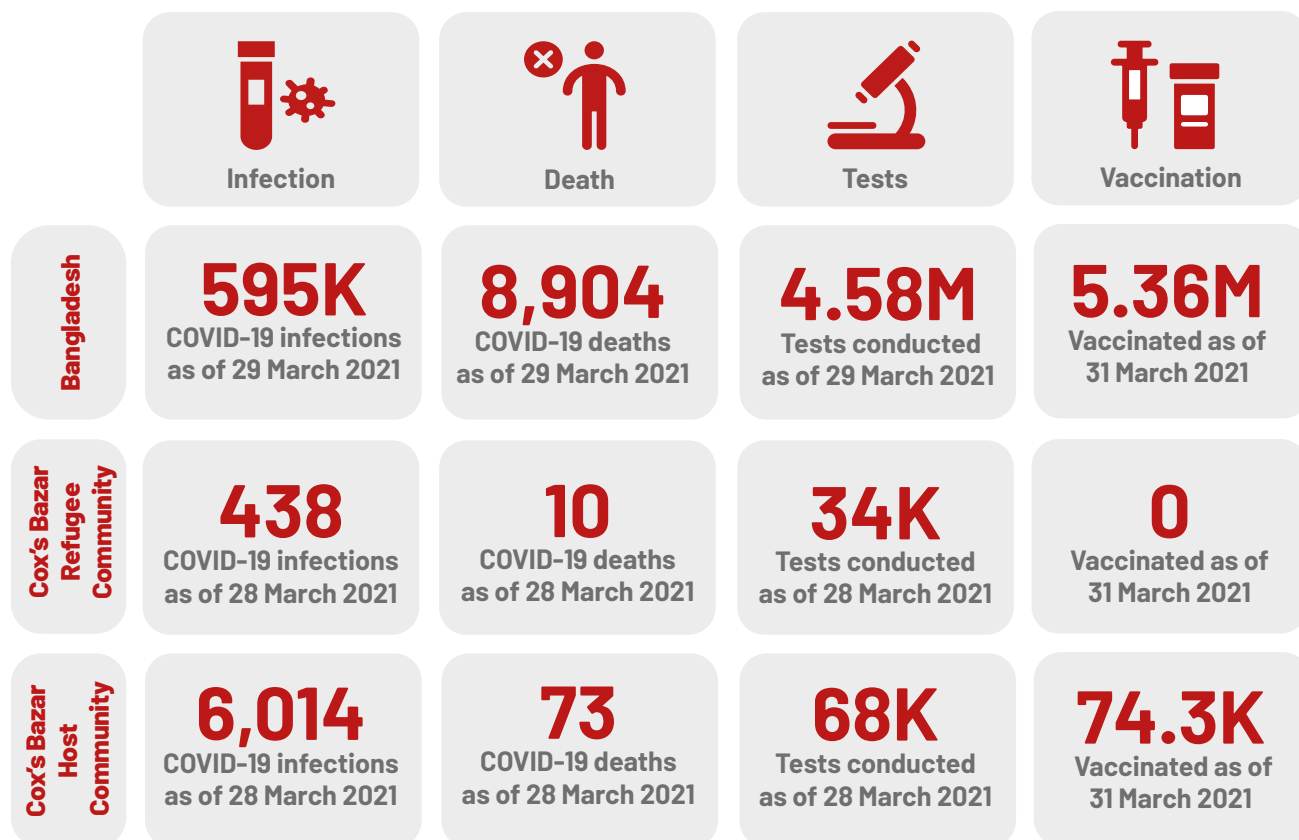 Infection
Death
Tests
Vaccination
Bangladesh
595K
COVID-19 infections
as of 29 March 2021
8,904
COVID-19 deaths
as of 29 March 2021
4.58M
Tests conducted
as of 29 March 2021
5.36M
Vaccinated as of
31 March 2021
Cox's Bazar
Refugee
Community
438
COVID-19 infections
as of 28 March 2021
10
COVID-19 deaths
as of 28 March 2021
34K
Tests conducted
as of 28 March 2021
0
Vaccinated as of
31 March 2021
Cox's Bazar
Host
Community
6,014
COVID-19 infections
as of 28 March 2021
73
COVID-19 deaths
as of 28 March 2021
68K
Tests conducted
as of 28 March 2021
74.3K
Vaccinated as of
31 March 2021